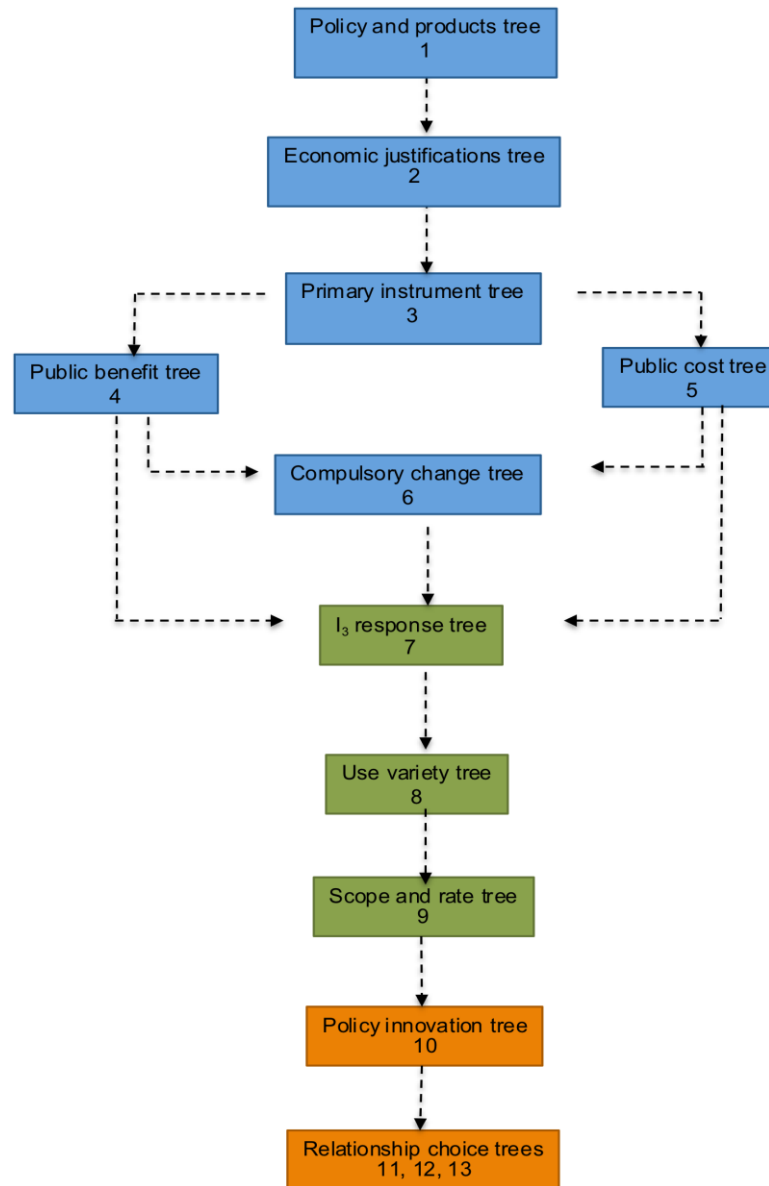 Policy and products tree
1
Economic justifications tree
2
Primary instrument tree
3
Public benefit tree
4
Public cost tree
5
Compulsory change tree
6
I₃ response tree
7
Use variety tree
8
Scope and rate tree
9
Policy innovation tree
10
Relationship choice trees
11, 12, 13